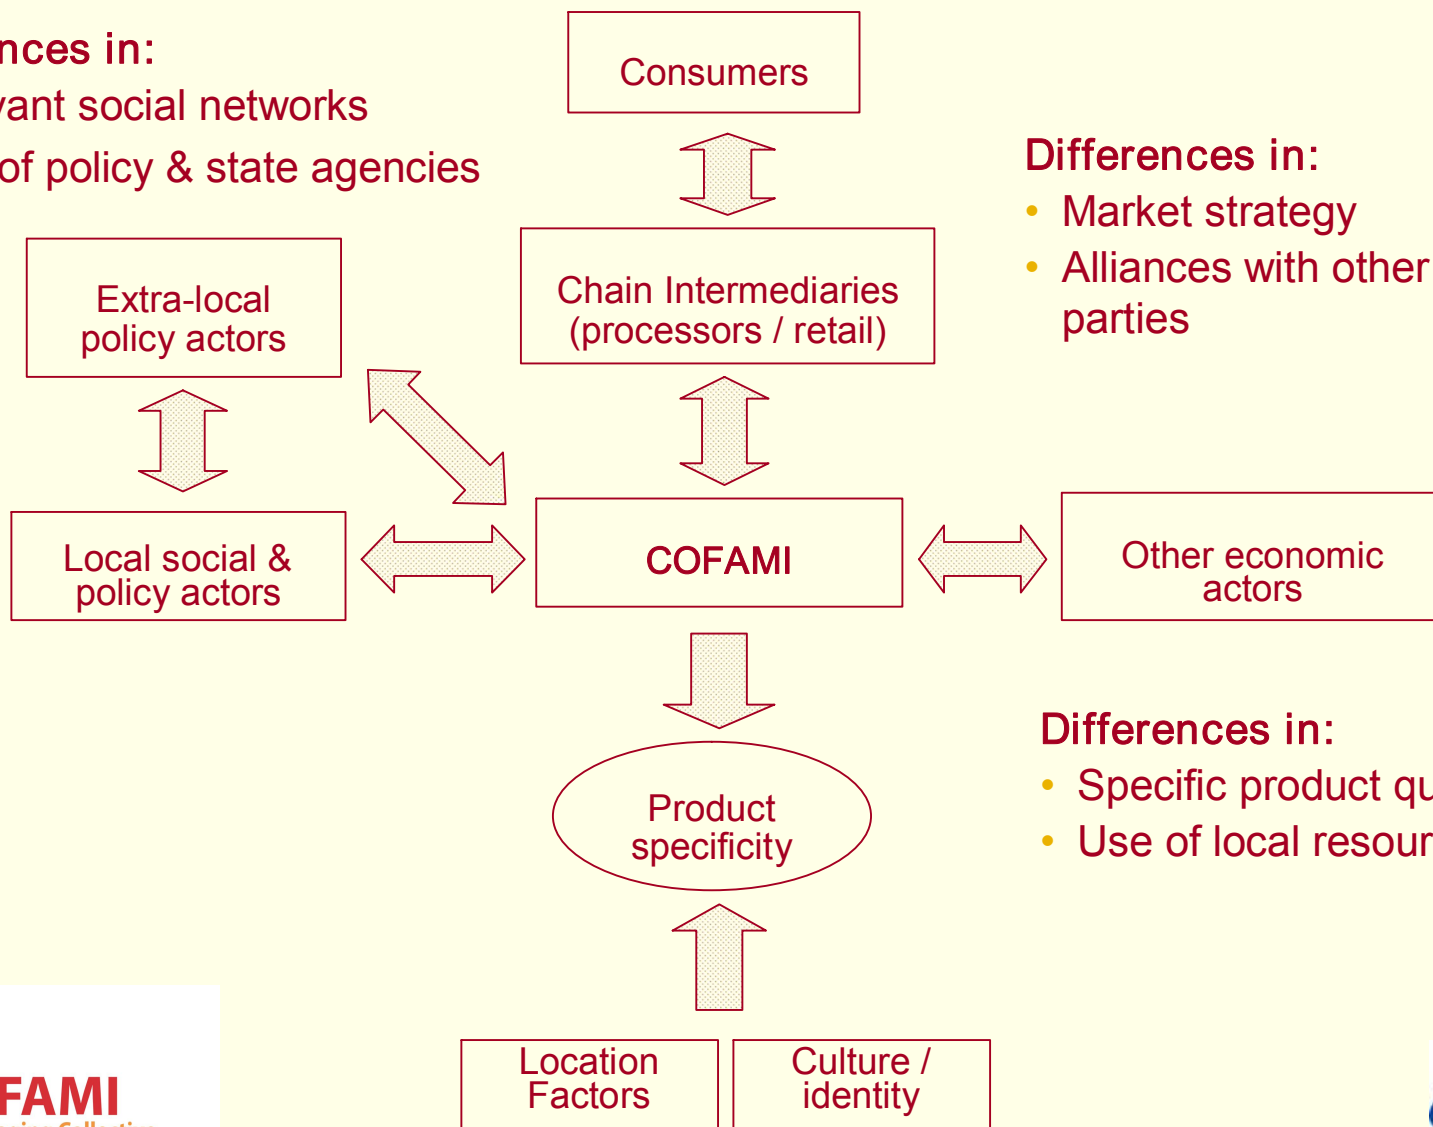 nces in:
vant social networks
of policy & state agencies
Consumers
Differences in:
• Market strategy
• Alliances with other
parties
Extra-local
policy actors
Chain Intermediaries
(processors / retail)
Local social &
policy actors
COFAMI
Other economic
actors
Product
specificity
Differences in:
• Specific product qu
• Use of local resour
Location
Factors
Culture /
identity
FAMI